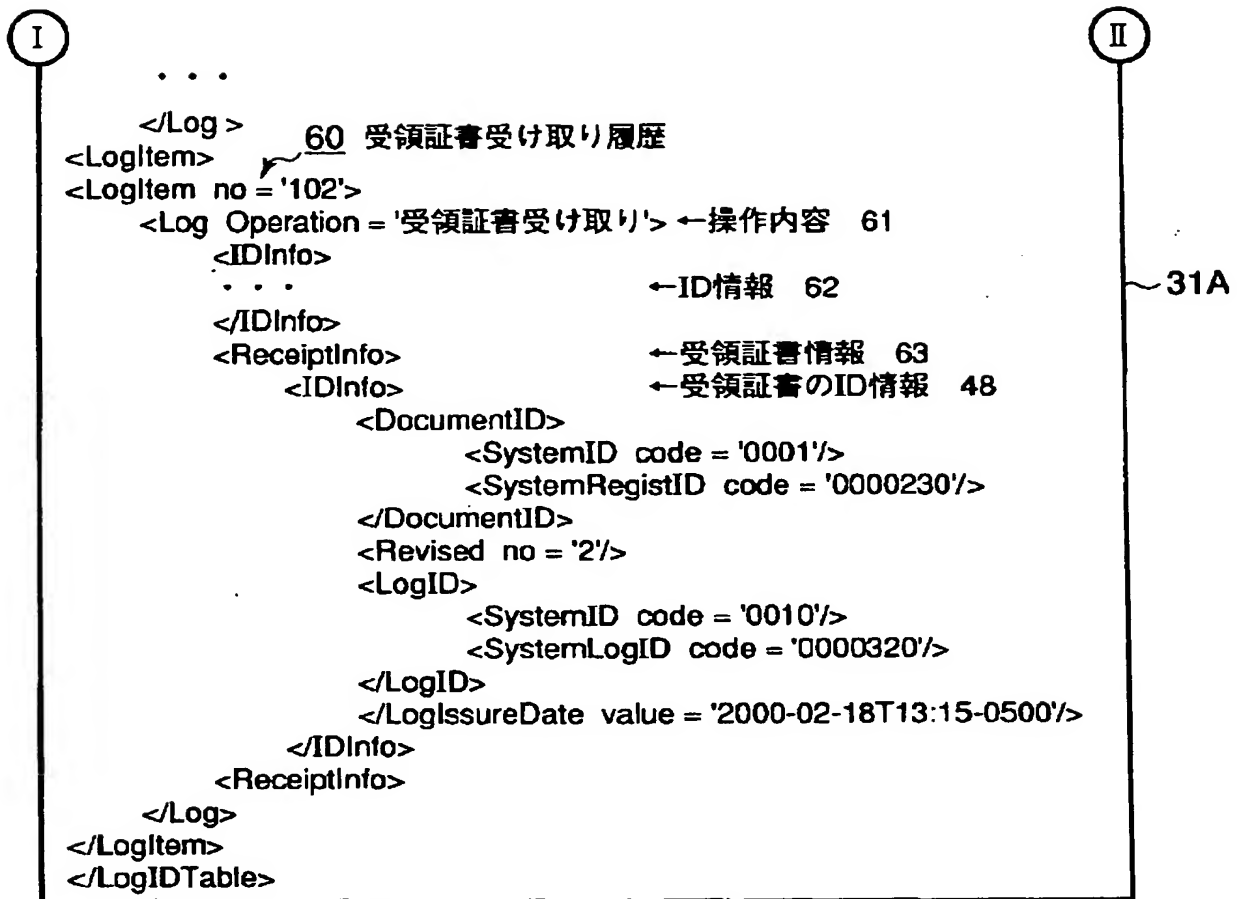 I II
• • •
</Log >
60 受領証書受け取り履歴
<LogItem>
<LogItem no = '102'>
<Log Operation = '受領証書受け取り'> ←操作内容 61
<IDInfo>
• • • ←ID情報 62
31A
</IDInfo>
<ReceiptInfo> ←受領証書情報 63
<IDInfo> ←受領証書のID情報 48
<DocumentID>
<SystemID code = '0001'/>
<SystemRegistID code = '0000230'/>
</DocumentID>
<Revised no = '2'/>
<LogID>
<SystemID code = '0010'/>
<SystemLogID code = '0000320'/>
</LogID>
</LogIssureDate value = '2000-02-18T13:15-0500'/>
</IDInfo>
<ReceiptInfo>
</Log>
</LogItem>
</LogIDTable>